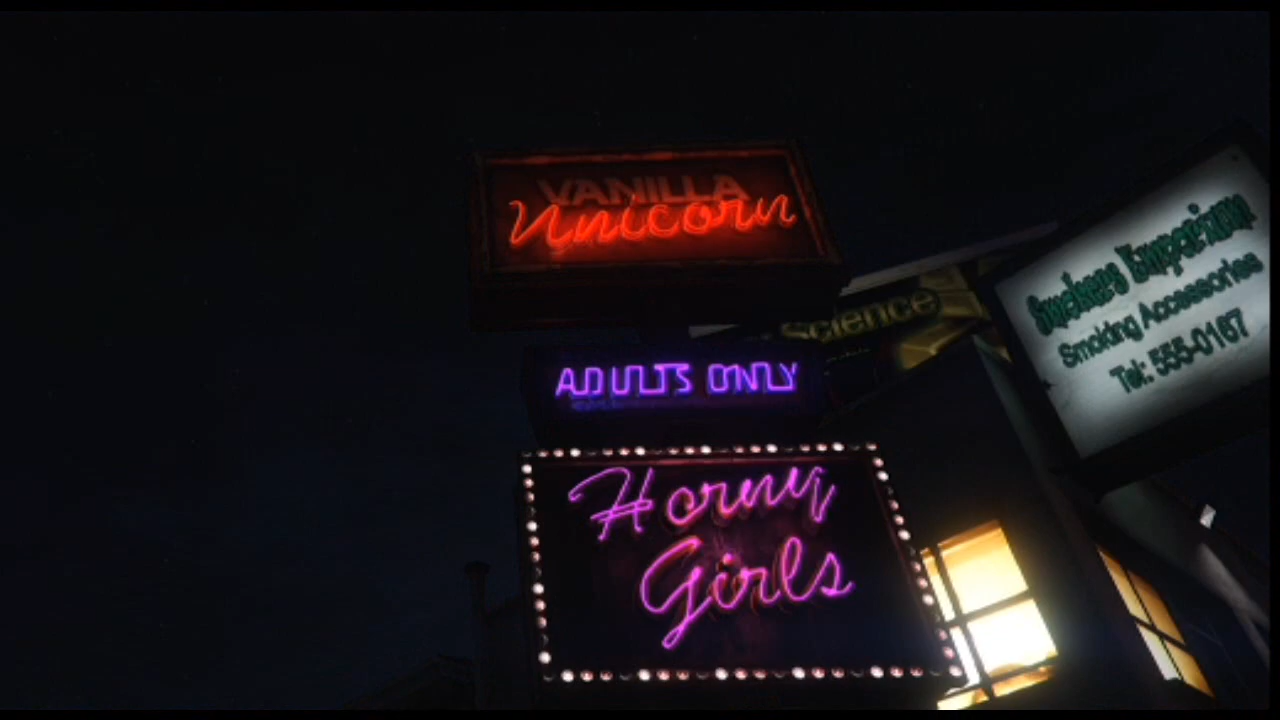 VANILLA
Unicorn
ADULTS ONLY
Horny
Girls
Science
Smokers Emporium
Smoking Accessories
Tel: 555-0167